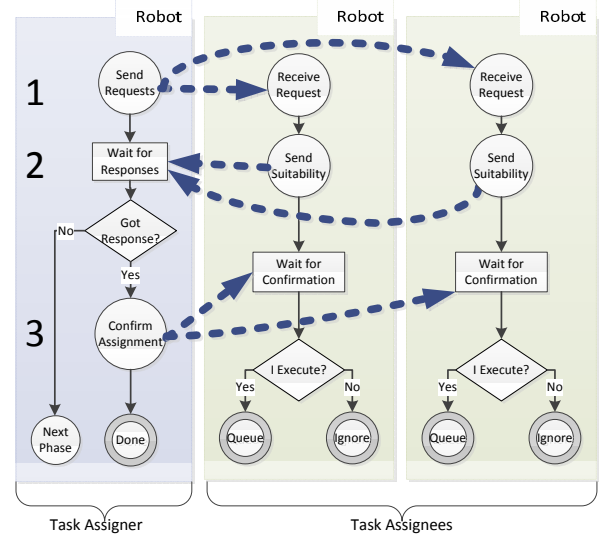 Robot
Robot
Robot
1
Send
Requests
Receive
Request
Receive
Request
2
Wait for
Responses
Send
Suitability
Send
Suitability
Got
Response?
No
Yes
Wait for
Confirmation
Wait for
Confirmation
3
Confirm
Assignment
I Execute?
Yes
No
I Execute?
Yes
No
Next
Phase
Done
Queue
Ignore
Queue
Ignore
Task Assigner
Task Assignees